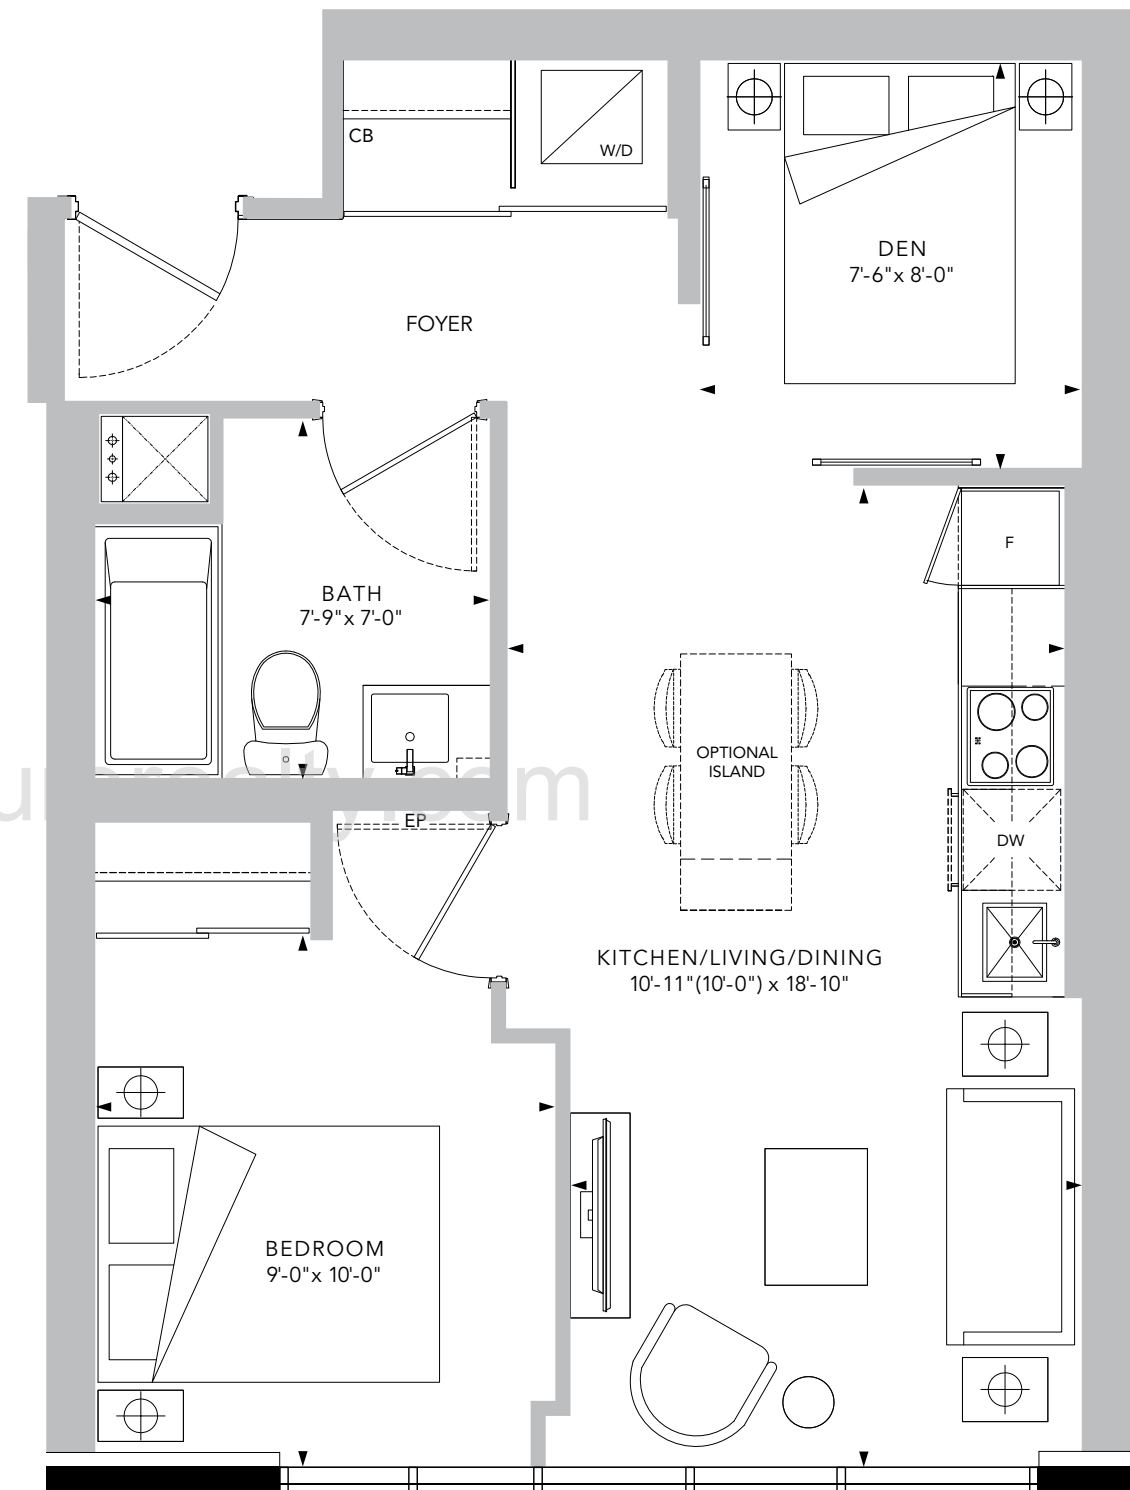 CB
W/D
DEN
7'-6"x 8'-0"
FOYER
F
BATH
7'-9"x 7'-0"
OPTIONAL
ISLAND
EP
DW
KITCHEN/LIVING/DINING
10'-11"(10'-0") x 18'-10"
BEDROOM
9'-0"x 10'-0"